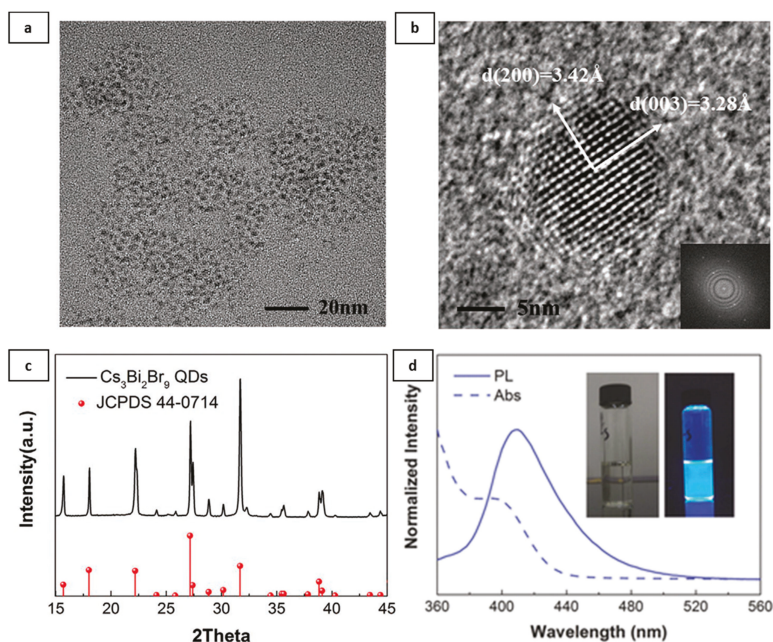 a
20nm
b
d(200)=3.42Å
d(003)=3.28Å
5nm
c
Cs3Bi2Br9 QDs
JCPDS 44-0714
Intensity(a.u.)
15 20 25 30 35 40 45
2Theta
d
PL
Abs
Normalized Intensity
360 400 440 480 520 560
Wavelength (nm)